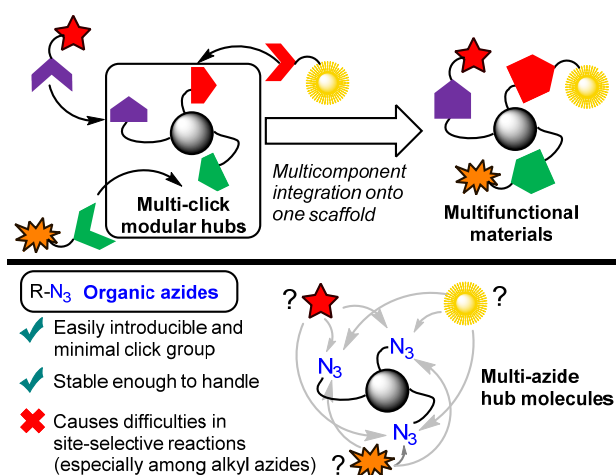 Multi-click
modular hubs
Multicomponent
integration onto
one scaffold
Multifunctional
materials
R-N3 Organic azides
Easily introducible and
minimal click group
Stable enough to handle
Causes difficulties in
site-selective reactions
(especially among alkyl azides)
?
?
N3
N3
N3
?
Multi-azide
hub molecules